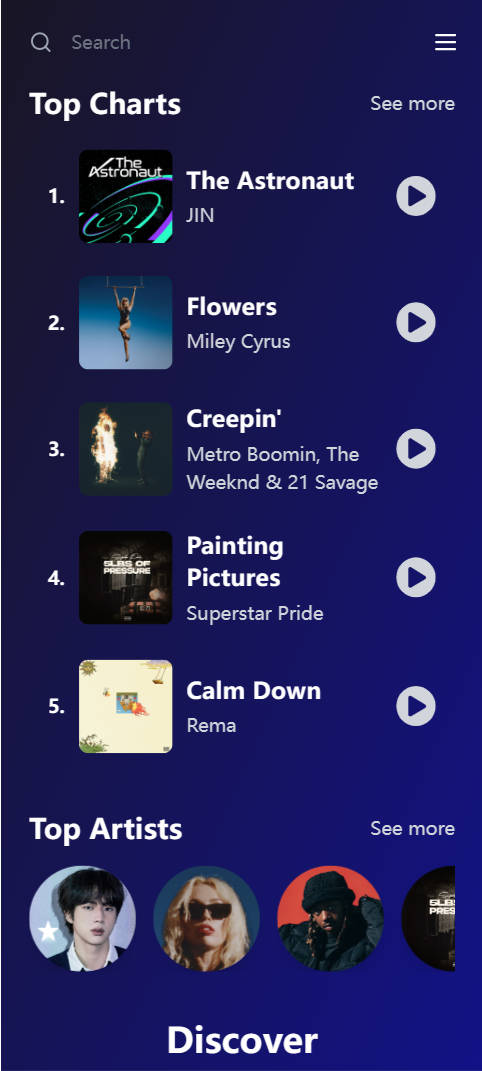 Search
Top Charts
See more
1.
The
Astronaut
The Astronaut
JIN
2.
Flowers
Miley Cyrus
3.
Creepin'
Metro Boomin, The
Weeknd & 21 Savage
4.
5LBS OF
PRESSURE
Painting
Pictures
Superstar Pride
5.
Calm Down
Rema
Top Artists
See more
5LBS
PRES
Discover